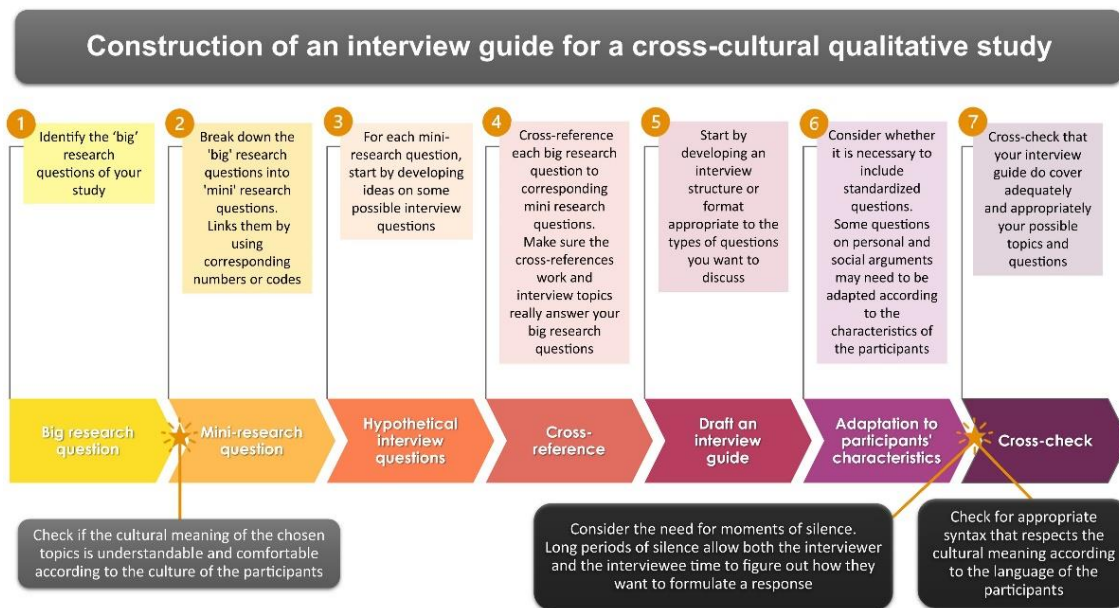 Construction of an interview guide for a cross-cultural qualitative study
1
Identify the ‘big’
research
questions of your
study
2
Break down the
'big' research
questions into
'mini' research
questions.
Links them by
using
corresponding
numbers or codes
3
For each mini-
research question,
start by developing
ideas on some
possible interview
questions
4
Cross-reference
each big research
question to
corresponding
mini research
questions.
Make sure the
cross-references
work and
interview topics
really answer your
big research
questions
5
Start by
developing an
interview
structure or
format
appropriate to the
types of questions
you want to
discuss
6
Consider whether
it is necessary to
include
standardized
questions.
Some questions
on personal and
social arguments
may need to be
adapted according
to the
characteristics of
the participants
7
Cross-check that
your interview
guide do cover
adequately
and appropriately
your possible
topics and
questions
Big research
question
Mini-research
question
Hypothetical
interview
questions
Cross-
reference
Draft an
interview
guide
Adaptation to
participants'
characteristics
Cross-check
Check if the cultural meaning of the chosen
topics is understandable and comfortable
according to the culture of the participants
Consider the need for moments of silence.
Long periods of silence allow both the interviewer
and the interviewee time to figure out how they
want to formulate a response
Check for appropriate
syntax that respects the
cultural meaning according
to the language of the
participants